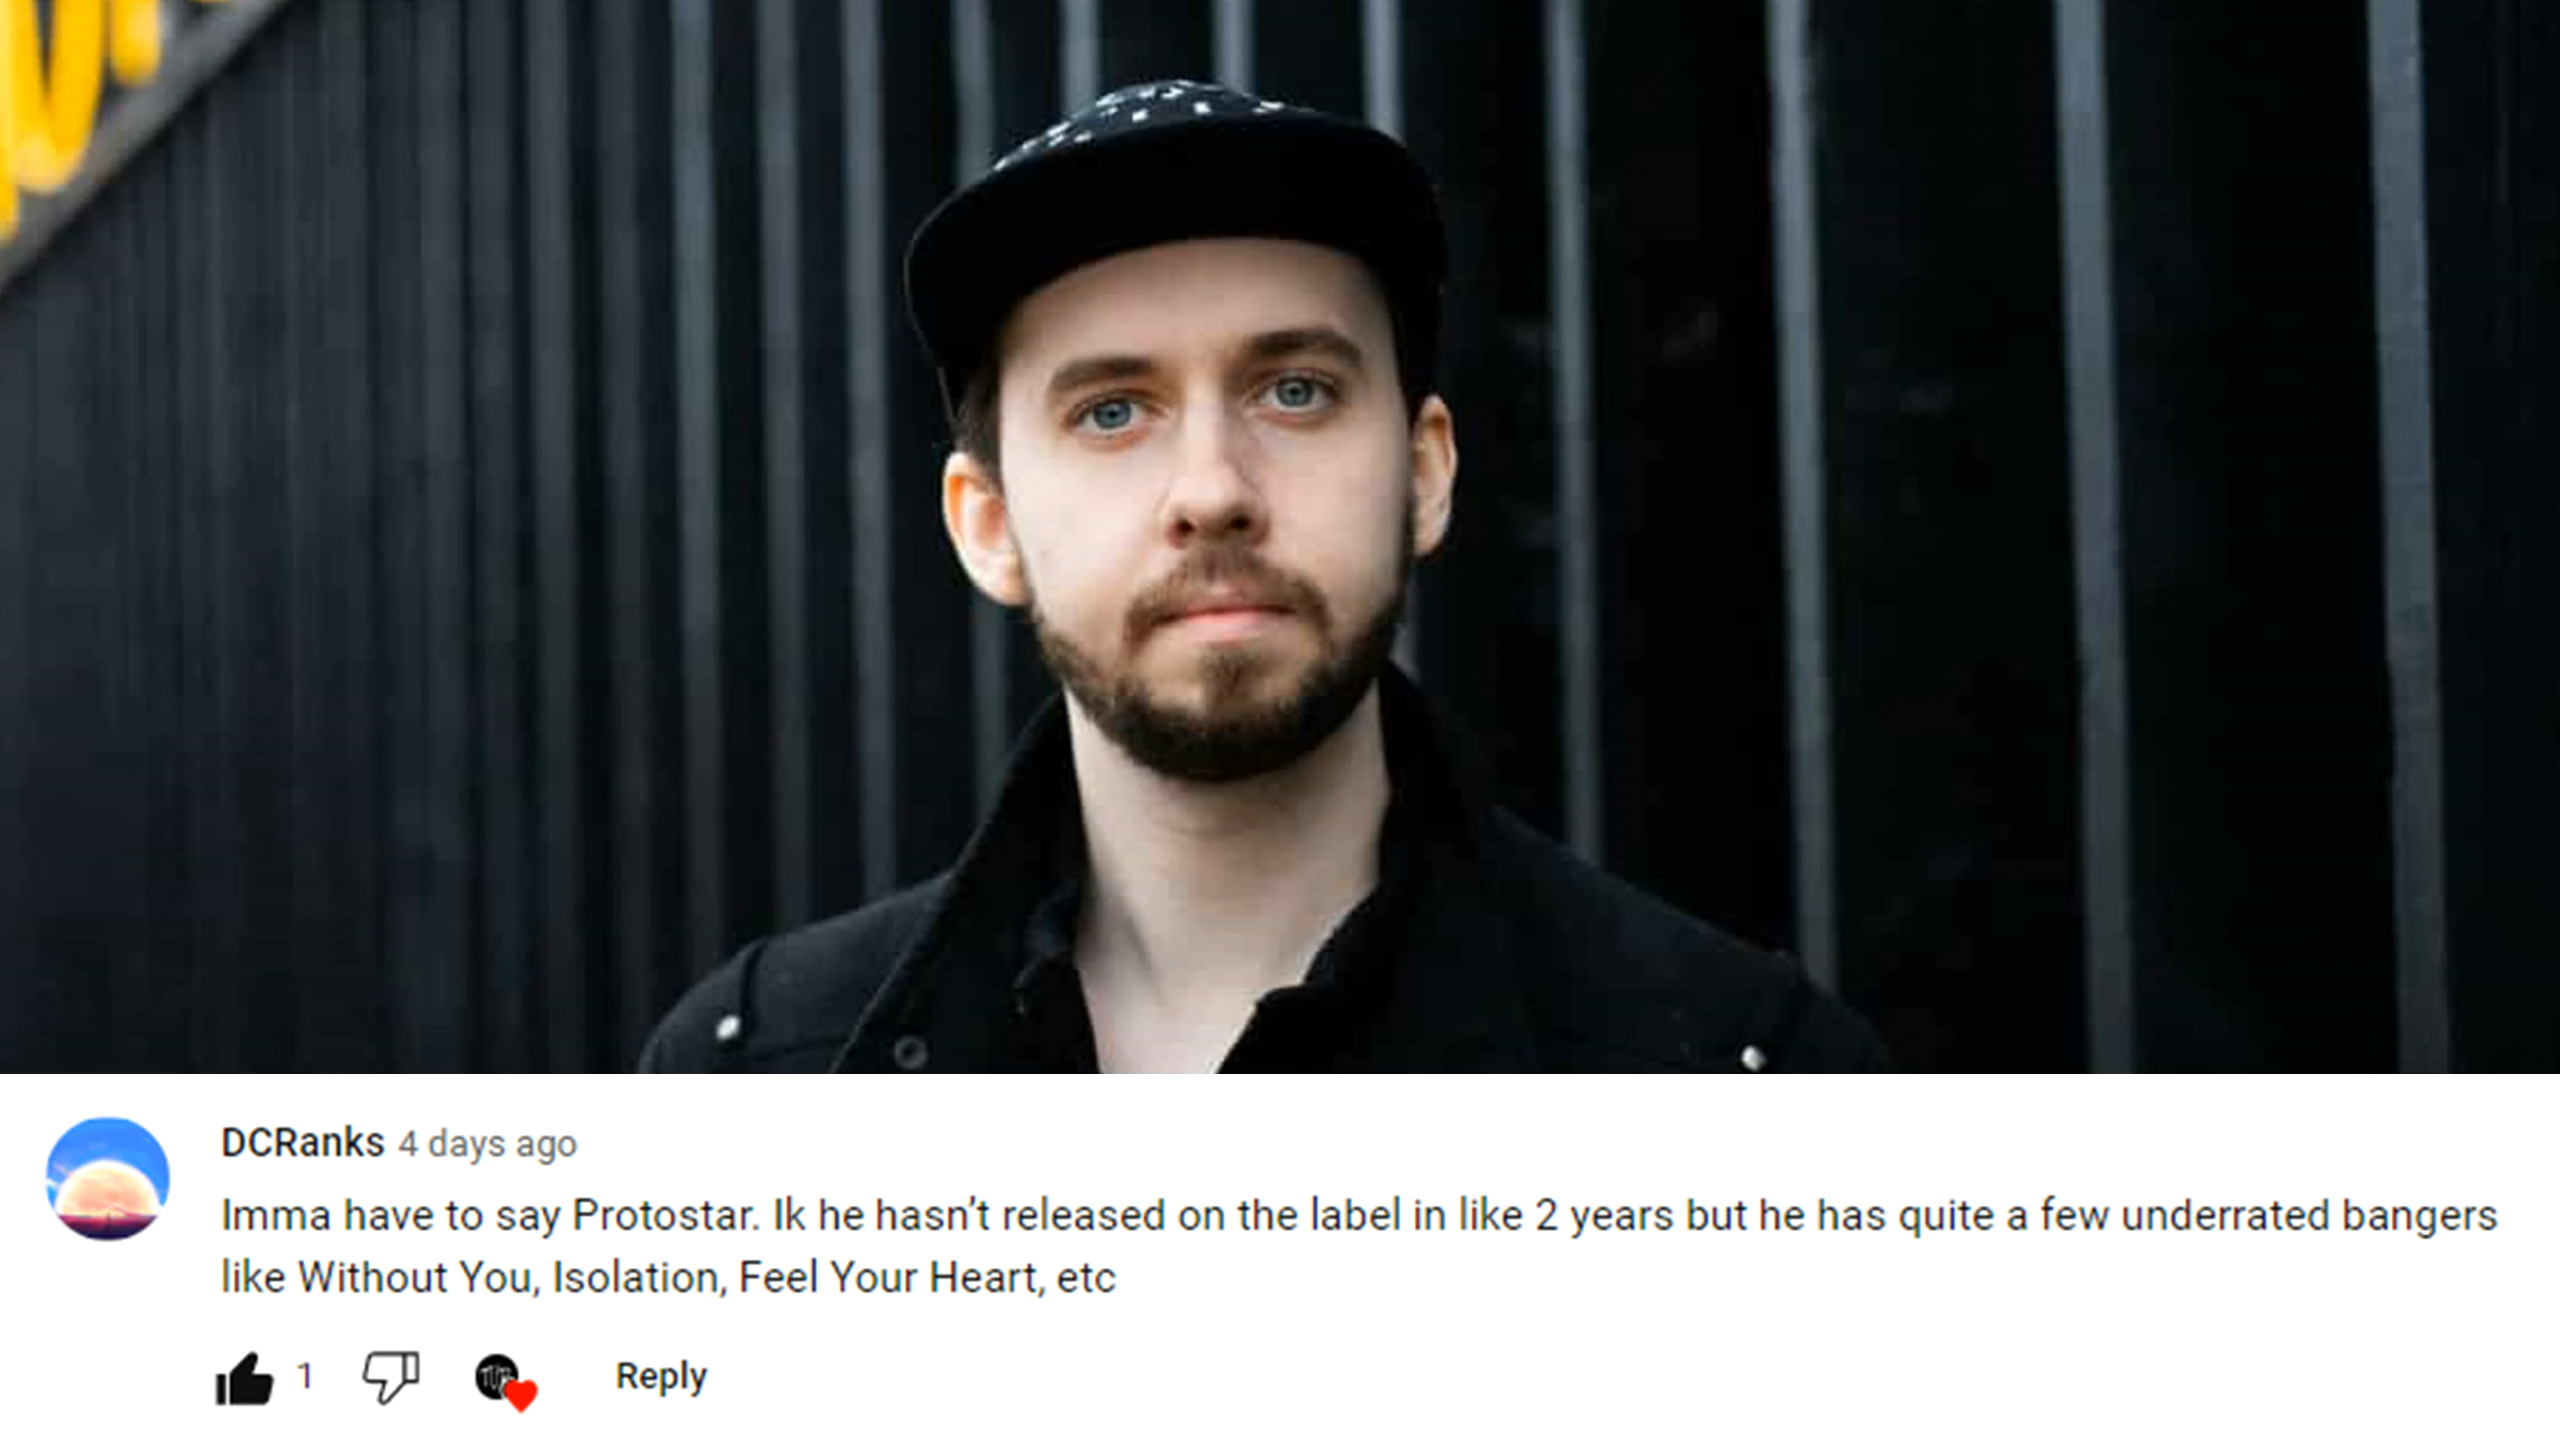 DCRanks 4 days ago
Imma have to say Protostar. Ik he hasn't released on the label in like 2 years but he has quite a few underrated bangers
like Without You, Isolation, Feel Your Heart, etc
1 Reply